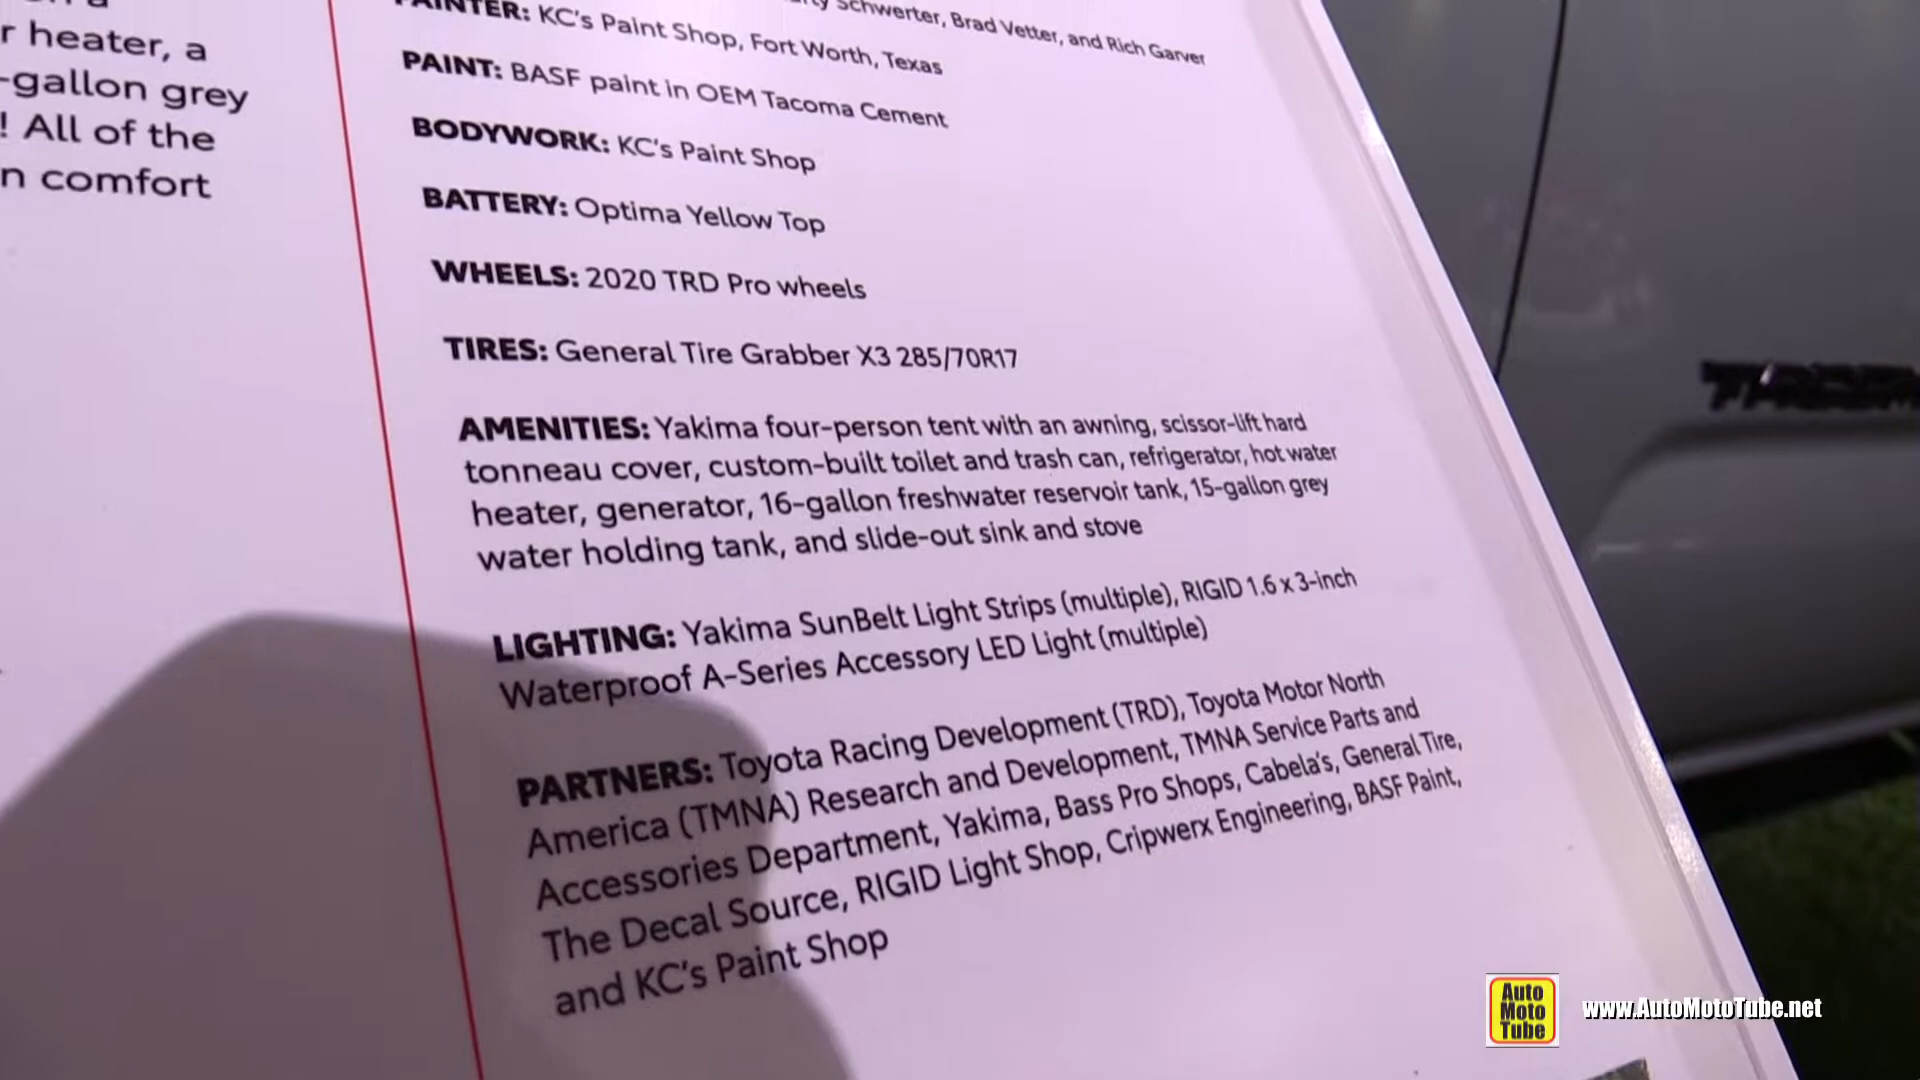 r heater, a
-gallon grey
! All of the
n comfort
Schwerter, Brad Vetter, and Rich Garver
PAINTER: KC's Paint Shop, Fort Worth, Texas
PAINT: BASF paint in OEM Tacoma Cement
BODYWORK: KC's Paint Shop
BATTERY: Optima Yellow Top
WHEELS: 2020 TRD Pro wheels
TIRES: General Tire Grabber X3 285/70R17
AMENITIES: Yakima four-person tent with an awning, scissor-lift hard
tonneau cover, custom-built toilet and trash can, refrigerator, hot water
heater, generator, 16-gallon freshwater reservoir tank, 15-gallon grey
water holding tank, and slide-out sink and stove
LIGHTING: Yakima SunBelt Light Strips (multiple), RIGID 1.6 x 3-inch
Waterproof A-Series Accessory LED Light (multiple)
PARTNERS: Toyota Racing Development (TRD), Toyota Motor North
America (TMNA) Research and Development, TMNA Service Parts and
Accessories Department, Yakima, Bass Pro Shops, Cabela's, General Tire,
The Decal Source, RIGID Light Shop, Cripwerx Engineering, BASF Paint,
and KC's Paint Shop
Auto
Moto
Tube
www.AutoMotoTube.net